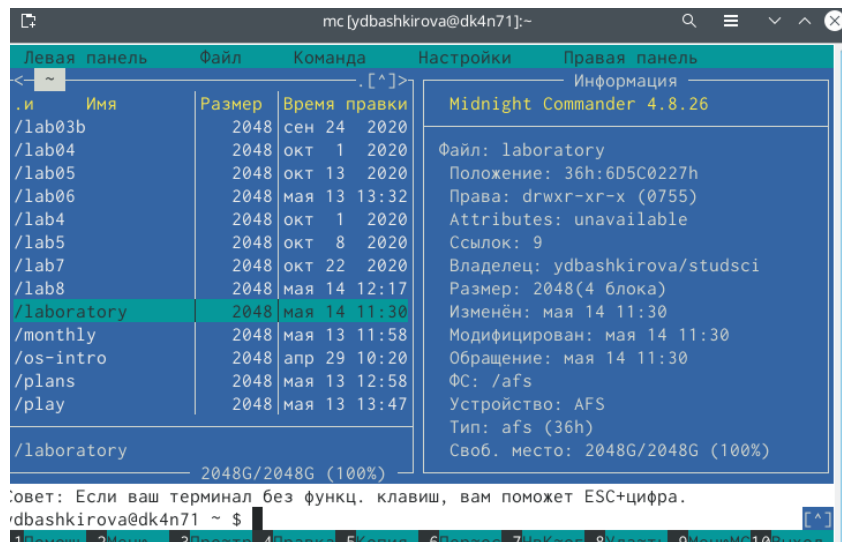 mc [ydbashkirova@dk4n71]:~
Левая панель Файл Команда Настройки Правая панель
<— ~ .[^]>
.и Имя Размер Время правки
/lab03b 2048 сен 24 2020
/lab04 2048 окт 1 2020
/lab05 2048 окт 13 2020
/lab06 2048 мая 13 13:32
/lab4 2048 окт 1 2020
/lab5 2048 окт 8 2020
/lab7 2048 окт 22 2020
/lab8 2048 мая 14 12:17
/laboratory 2048 мая 14 11:30
/monthly 2048 мая 13 11:58
/os-intro 2048 апр 29 10:20
/plans 2048 мая 13 12:58
/play 2048 мая 13 13:47
/laboratory
2048G/2048G (100%)
Информация
Midnight Commander 4.8.26
Файл: laboratory
Положение: 36h:6D5C0227h
Права: drwxr-xr-x (0755)
Attributes: unavailable
Ссылок: 9
Владелец: ydbashkirova/studsci
Размер: 2048(4 блока)
Изменён: мая 14 11:30
Модифицирован: мая 14 11:30
Обращение: мая 14 11:30
ФС: /afs
Устройство: AFS
Тип: afs (36h)
Своб. место: 2048G/2048G (100%)
Совет: Если ваш терминал без функц. клавиш, вам поможет ESC+цифра.
ydbashkirova@dk4n71 ~ $ [^]